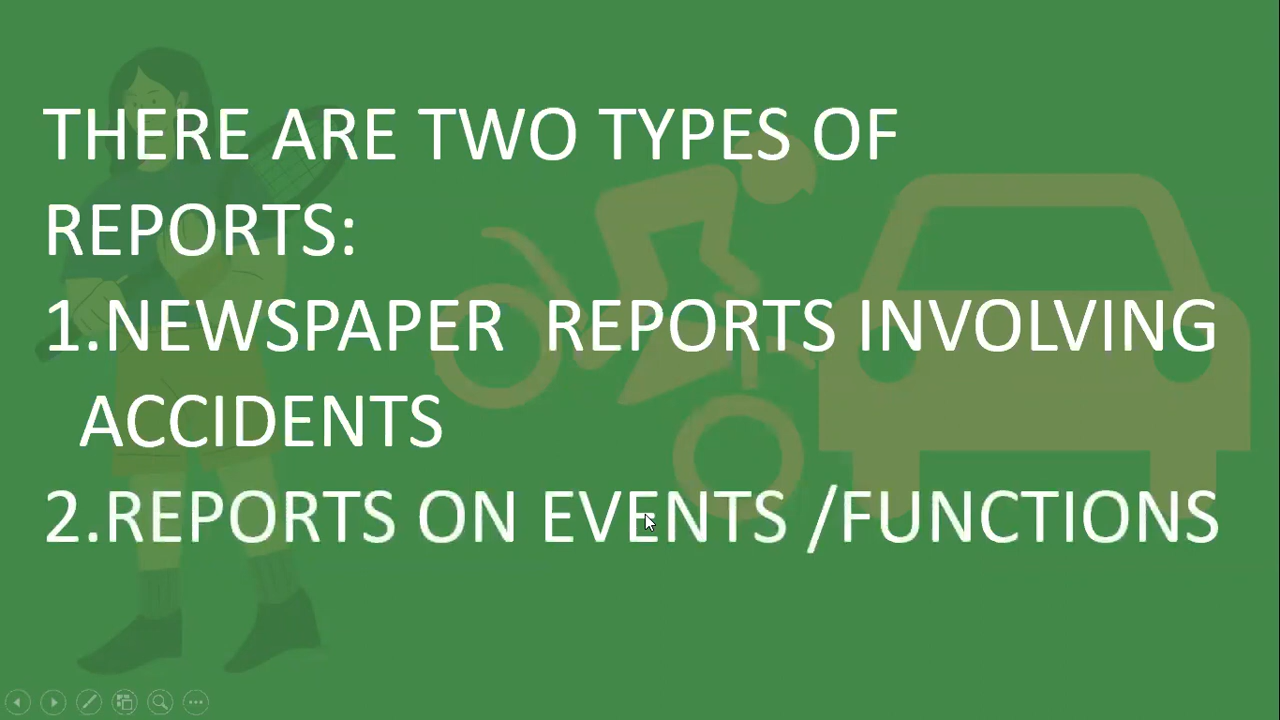 THERE ARE TWO TYPES OF
REPORTS:
1.NEWSPAPER  REPORTS INVOLVING
ACCIDENTS
2.REPORTS ON EVENTS /FUNCTIONS